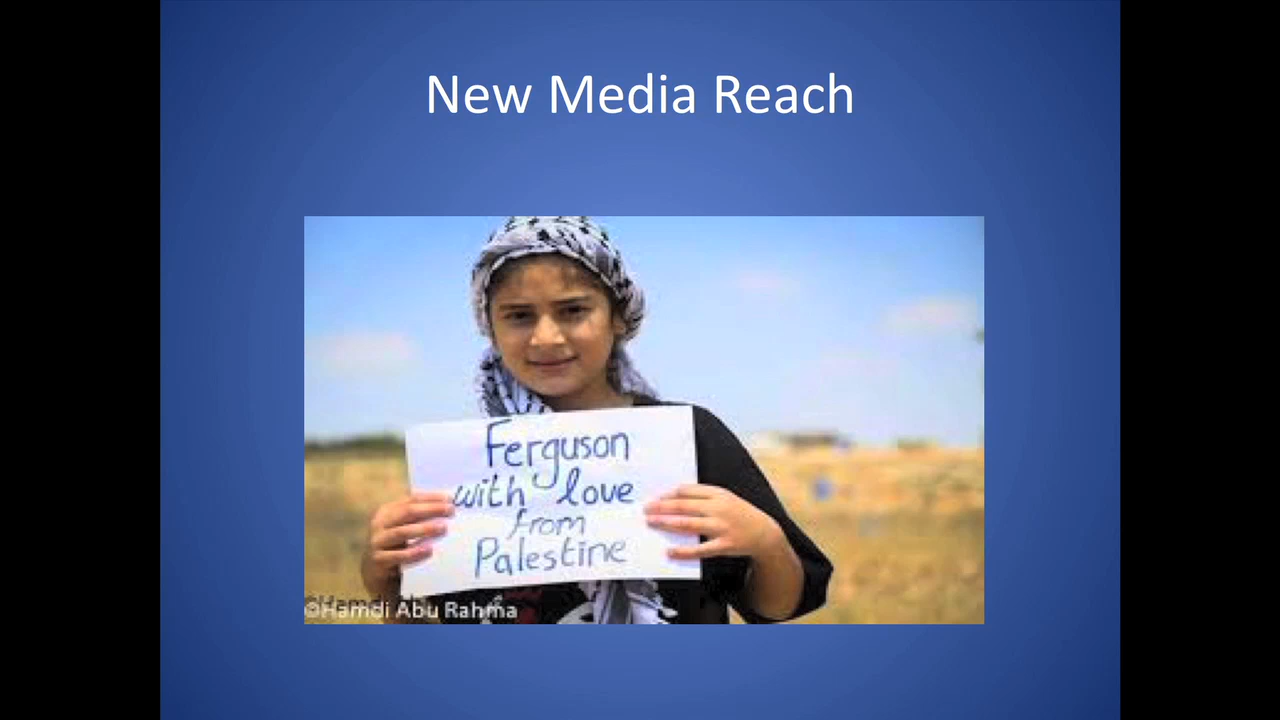 New Media Reach
Ferguson
with love
from
Palestine
©Hamdi Abu Rahma